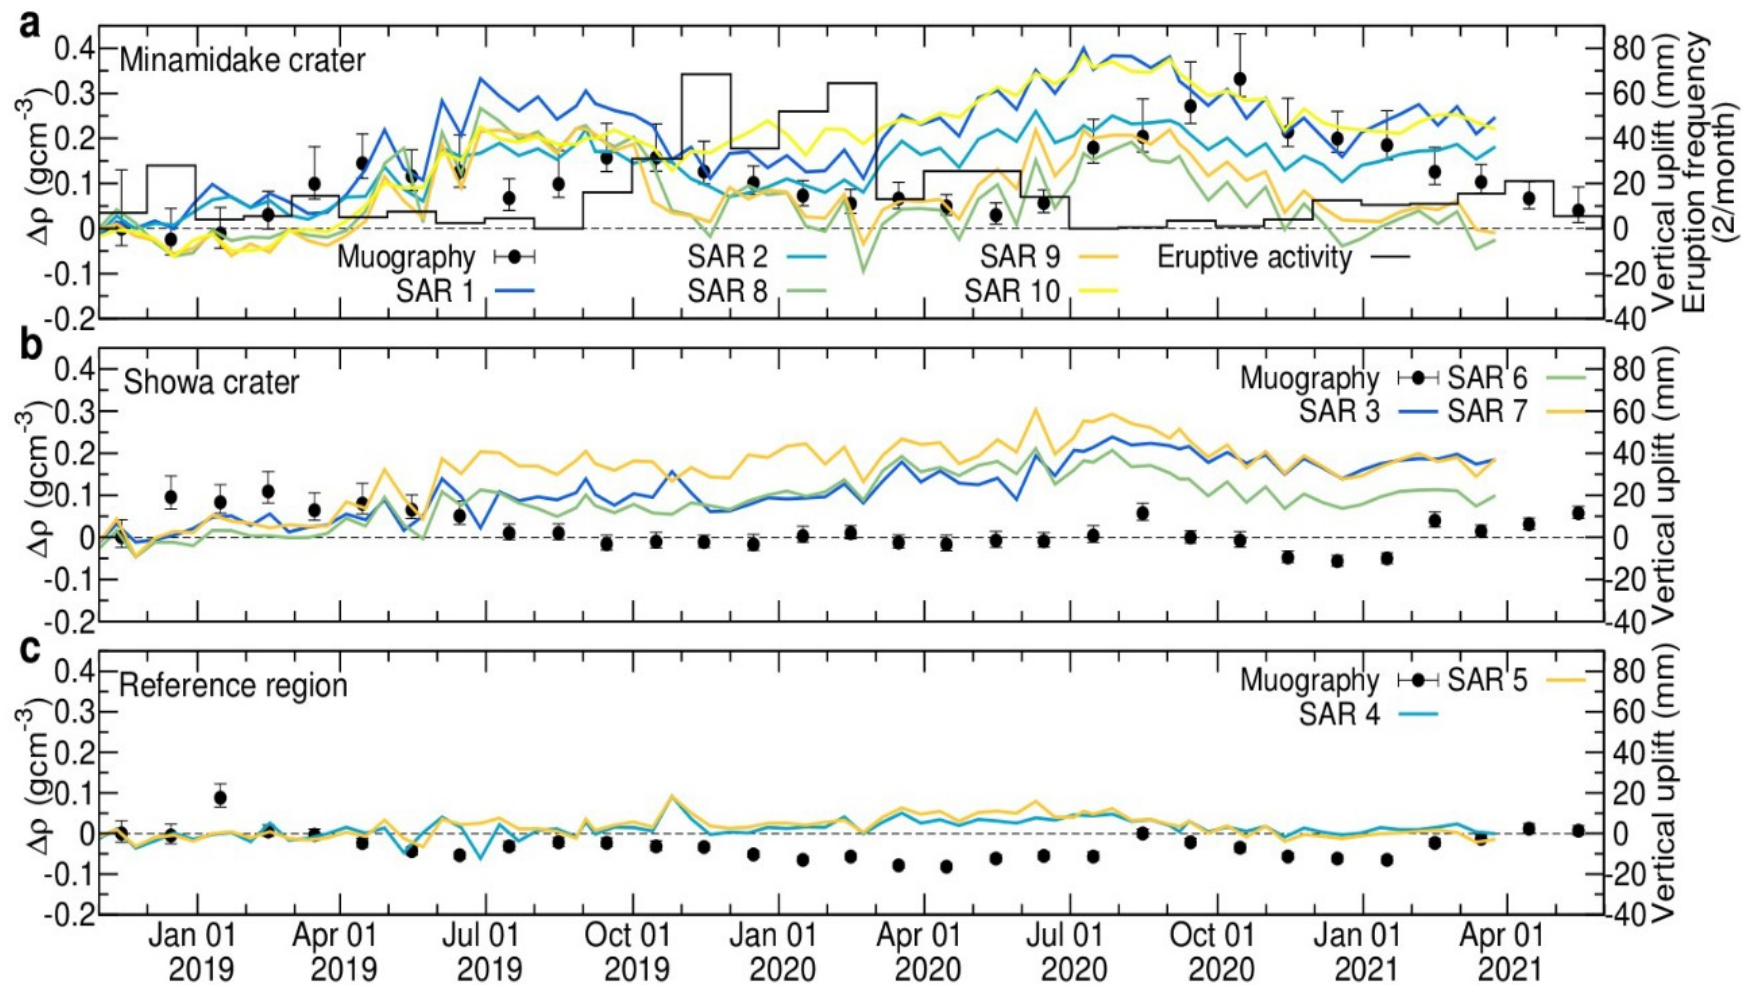 a
Minamidake crater
0.4
0.3
0.2
0.1
0
-0.1
-0.2
Δρ (gcm⁻³)
80
60
40
20
0
20
-40
Vertical uplift (mm)
Eruption frequency
(2/month)
Muography SAR 2 SAR 9 Eruptive activity
SAR 1 SAR 8 SAR 10
b
Showa crater
0.4
0.3
0.2
0.1
0
-0.1
-0.2
Δρ (gcm⁻³)
80
60
40
20
0
20
-40
Vertical uplift (mm)
Muography SAR 6
SAR 3 SAR 7
c
Reference region
0.4
0.3
0.2
0.1
0
-0.1
-0.2
Δρ (gcm⁻³)
80
60
40
20
0
20
-40
Vertical uplift (mm)
Muography SAR 5
SAR 4
Jan 01 Apr 01 Jul 01 Oct 01 Jan 01 Apr 01 Jul 01 Oct 01 Jan 01 Apr 01
2019 2019 2019 2019 2020 2020 2020 2020 2021 2021